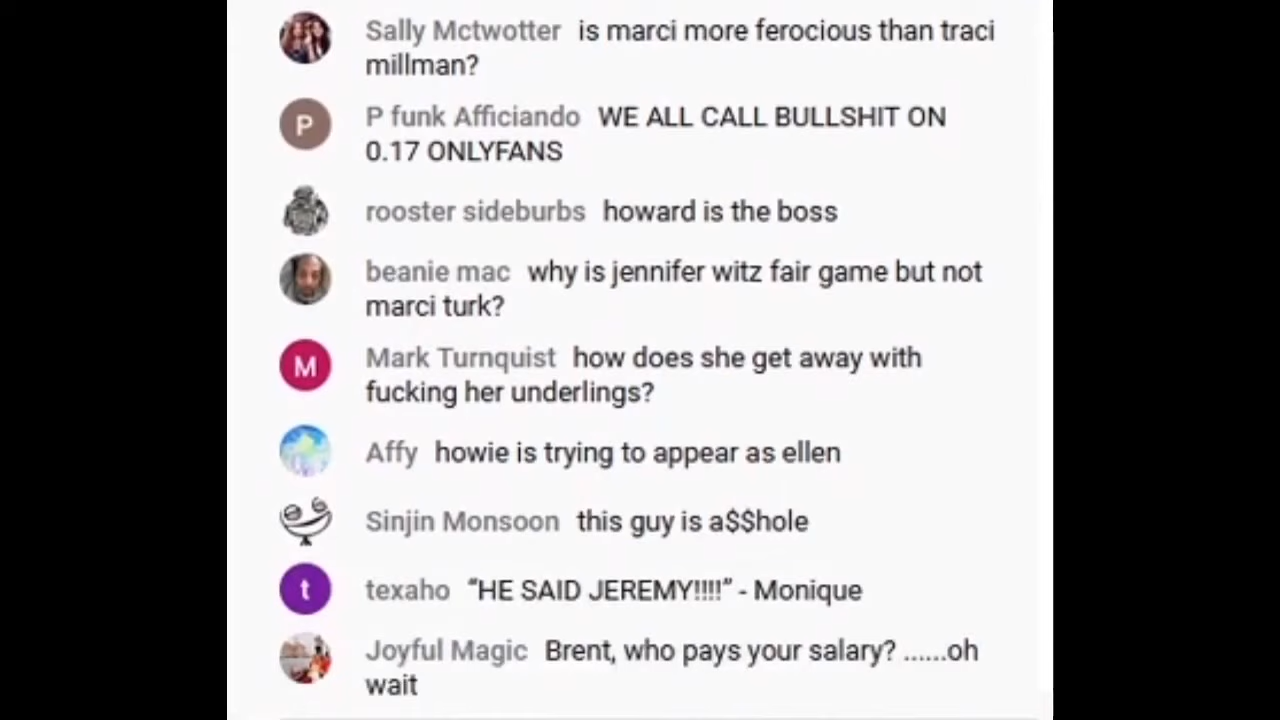 Sally Mctwotter is marci more ferocious than traci
millman?
P
P funk Afficiando WE ALL CALL BULLSHIT ON
0.17 ONLYFANS
rooster sideburbs howard is the boss
beanie mac why is jennifer witz fair game but not
marci turk?
M
Mark Turnquist how does she get away with
fucking her underlings?
Affy howie is trying to appear as ellen
Sinjin Monsoon this guy is a$$hole
t
texaho “HE SAID JEREMY!!!!” - Monique
Joyful Magic Brent, who pays your salary? ......oh
wait